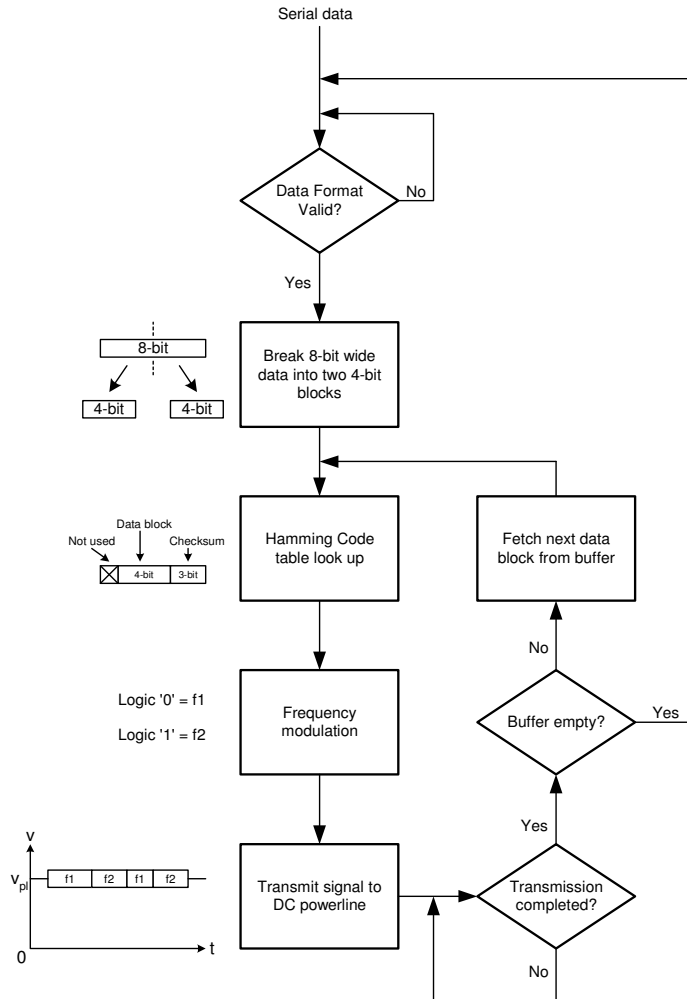 Serial data
Data Format
Valid?
No
Yes
8-bit
4-bit
4-bit
Break 8-bit wide
data into two 4-bit
blocks
Data block
Not used
Checksum
4-bit
3-bit
Hamming Code
table look up
Fetch next data
block from buffer
No
Logic '0' = f1
Logic '1' = f2
Frequency
modulation
Buffer empty?
Yes
Yes
v
vpl
f1
f2
f1
f2
0
t
Transmit signal to
DC powerline
Transmission
completed?
No